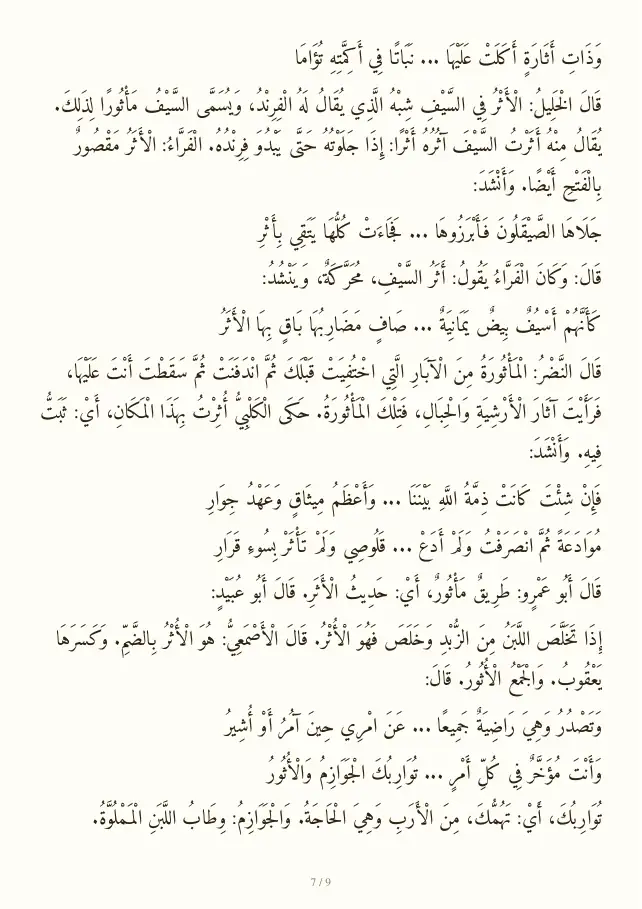 وَذَاتِ أَثَارَةٍ أَكَلَتْ عَلَيْهَا ... نَبَاتًا فِي أَكِمَّتِهِ تُؤَامَا
قَالَ الْخَلِيلُ: الْأَثْرُ فِي السَّيْفِ شِبْهُ الَّذِي يُقَالُ لَهُ الْفِرِنْدُ، وَيُسَمَّى السَّيْفُ مَأْثُورًا لِذَلِكَ.
يُقَالُ مِنْهُ أَثَرْتُ السَّيْفَ آثُرُهُ أَثْرًا: إِذَا جَلَوْتُهُ حَتَّى يَبْدُوَ فِرِنْدُهُ. الْفَرَّاءُ: الْأَثَرُ مَقْصُورٌ
بِالْفَتْحِ أَيْضًا. وَأَنْشَدَ:
جَلَاهَا الصَّيْقَلُونَ فَأَبْرَزُوهَا ... فَجَاءَتْ كُلُّهَا يَتَقِي بِأَثْرِ
قَالَ: وَكَانَ الْفَرَّاءُ يَقُولُ: أَثَرُ السَّيْفِ، مُحَرَّكَةٌ، وَيَنْشُدُ:
كَأَنَّهُمْ أَسْيُفٌ بِيضٌ يَمَانِيَةٌ ... صَافٍ مَضَارِبُهَا بَاقٍ بِهَا الْأَثَرُ
قَالَ النَّضْرُ: الْمَأْثُورَةُ مِنَ الْآبَارِ الَّتِي اخْتُفِيَتْ قَبْلَكَ ثُمَّ انْدَفَنَتْ ثُمَّ سَقَطْتَ أَنْتَ عَلَيْهَا،
فَرَأَيْتَ آثَارَ الْأَرْشِيَةِ وَالْحِبَالِ، فَتِلْكَ الْمَأْثُورَةُ. حَكَى الْكَلْبِيُّ أُثِرْتُ بِهَذَا الْمَكَانِ، أَيْ: ثَبَتُّ
فِيهِ. وَأَنْشَدَ:
فَإِنْ شِئْتَ كَانَتْ ذِمَّةُ اللَّهِ بَيْنَنَا ... وَأَعْظَمُ مِيثَاقٍ وَعَهْدُ جِوَارِ
مُوَادَعَةً ثُمَّ انْصَرَفْتُ وَلَمْ أَدَعْ ... قَلُوصِي وَلَمْ تَأْثَرْ بِسُوءِ قَرَارِ
قَالَ أَبُو عَمْرٍو: طَرِيقٌ مَأْثُورٌ، أَيْ: حَدِيثُ الْأَثَرِ. قَالَ أَبُو عُبَيْدٍ:
إِذَا تَخَلَّصَ اللَّبَنُ مِنَ الزُّبْدِ وَخَلَصَ فَهُوَ الْأُثْرُ. قَالَ الْأَصْمَعِيُّ: هُوَ الْأُثْرُ بِالضَّمِّ. وَكَسَرَهَا
يَعْقُوبُ. وَالْجَمْعُ الْأُثُورُ. قَالَ:
وَتَصْدُرُ وَهِيَ رَاضِيَةٌ جَمِيعًا ... عَنَ امْرِي حِينَ آمُرُ أَوْ أُشِيرُ
وَأَنْتَ مُؤَخَّرٌ فِي كُلِّ أَمْرٍ ... تُوَارِبُكَ الْجَوَازِمُ وَالْأُثُورُ
تُوَارِبُكَ، أَيْ: تَهُمُّكَ، مِنَ الْأَرَبِ وَهِيَ الْحَاجَةُ. وَالْجَوَازِمُ: وِطَابُ اللَّبَنِ الْمَمْلُوَّةُ.
7 / 9